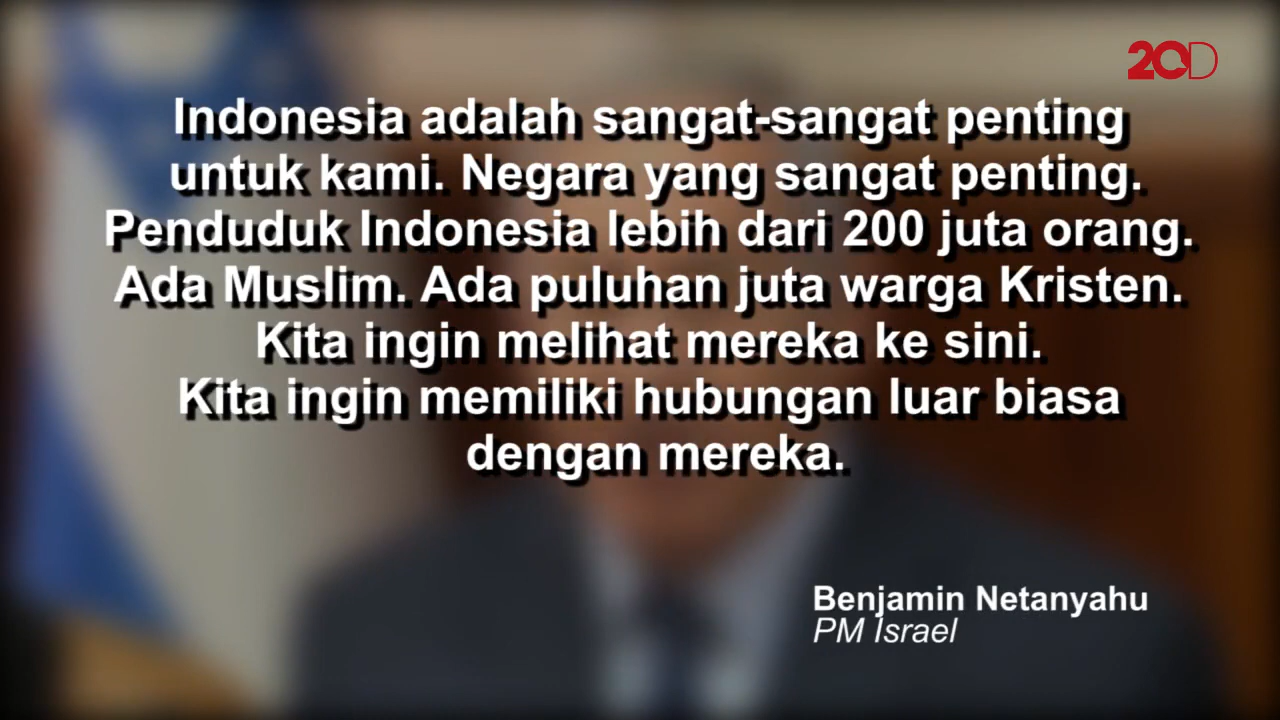 20D
Indonesia adalah sangat-sangat penting
untuk kami. Negara yang sangat penting.
Penduduk Indonesia lebih dari 200 juta orang.
Ada Muslim. Ada puluhan juta warga Kristen.
Kita ingin melihat mereka ke sini.
Kita ingin memiliki hubungan luar biasa
dengan mereka.
Benjamin Netanyahu
PM Israel